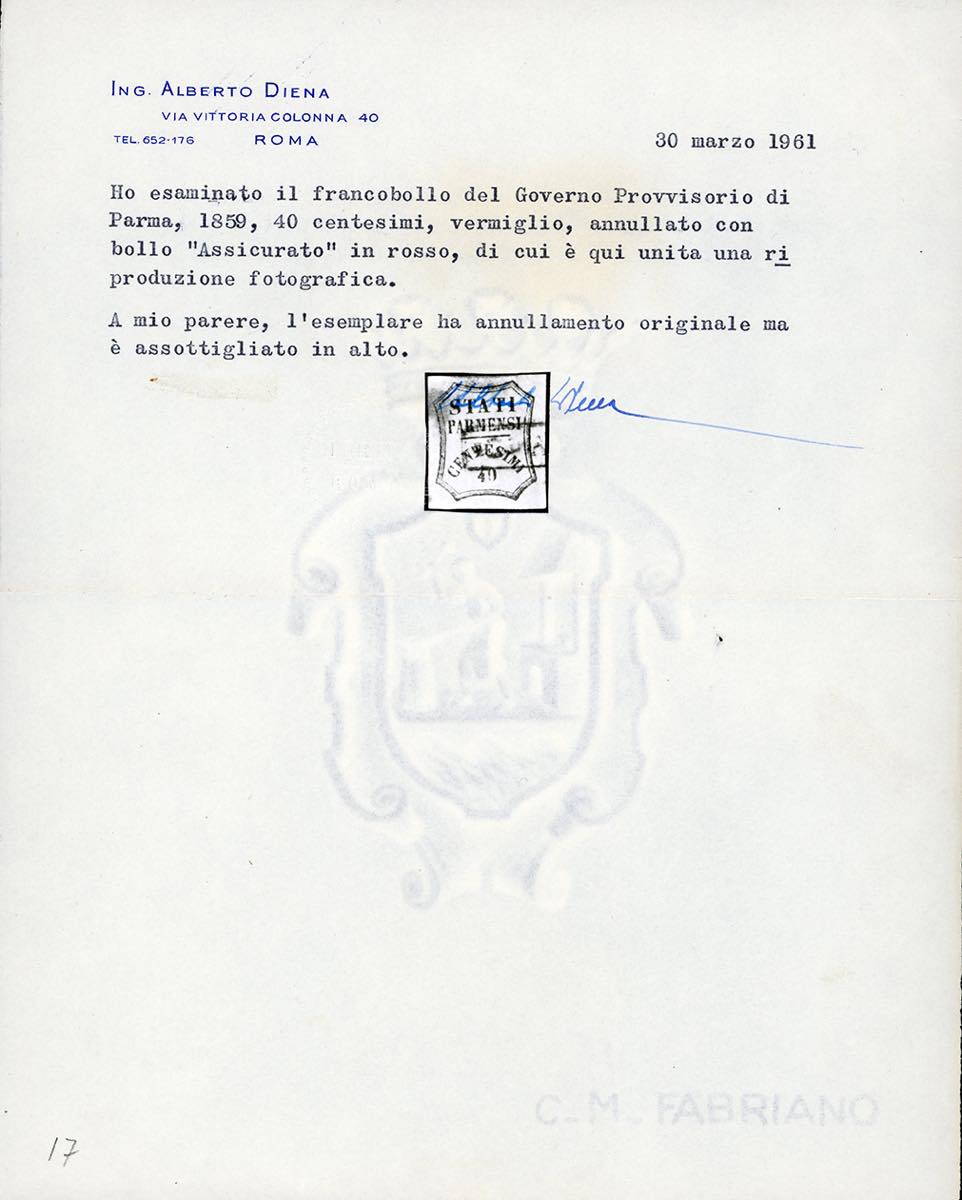 ING. ALBERTO DIENA
VIA VITTORIA COLONNA 40
TEL. 652-176 ROMA
30 marzo 1961
Ho esaminato il francobollo del Governo Provvisorio di
Parma, 1859, 40 centesimi, vermiglio, annullato con
bollo "Assicurato" in rosso, di cui è qui unita una ri
produzione fotografica.
A mio parere, l'esemplare ha annullamento originale ma
è assottigliato in alto.
Alberto Diena
STATI
PARMENSI
CENTESIMI
40
C-M-FABRIANO
17